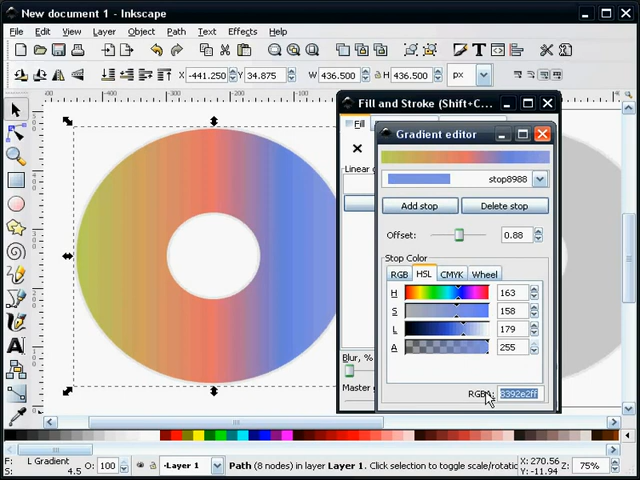 New document 1 - Inkscape
File Edit View Layer Object Path Text Effects Help
X -441.250 Y 34.875 W 436.500 H 436.500 px
Fill and Stroke (Shift+C...
Fill
Gradient editor
Linear
stop8988
Add stop Delete stop
Offset: 0.88
Stop Color
RGB HSL CMYK Wheel
H 163
S 158
L 179
A 255
Blur, %
RGBA: 8392e2ff
Master
F: L Gradient O: 100 Layer 1 Path (8 nodes) in layer Layer 1. Click selection to toggle scale/rotatio X: 270.56 Z: 75%
S: 4.5 Y: -11.94